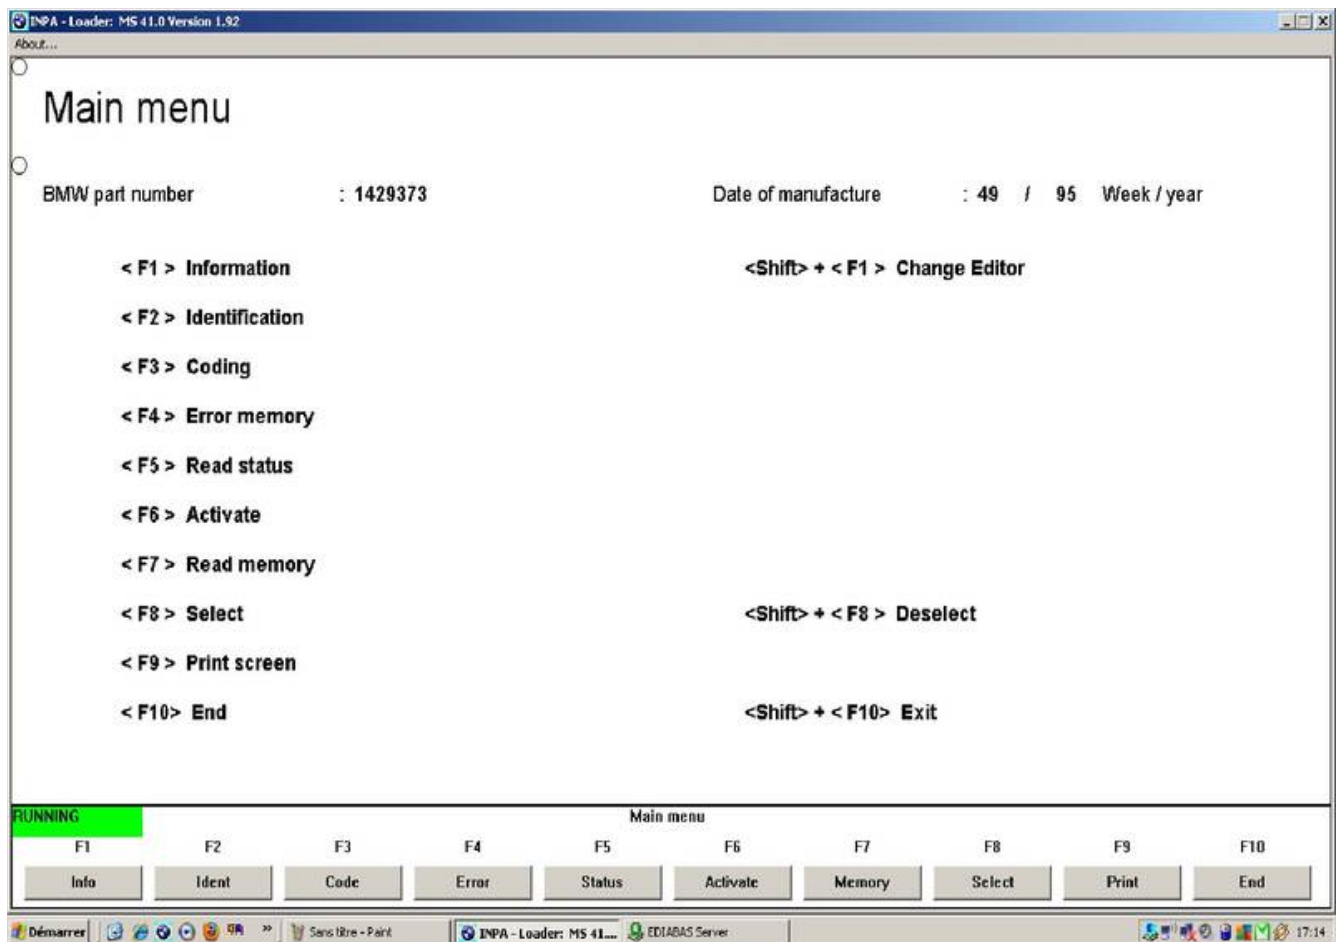 INPA - Loader: MS 41.0 Version 1.92
About...
Main menu
BMW part number : 1429373 Date of manufacture : 49 / 95 Week / year
< F1 > Information <Shift> + < F1 > Change Editor
< F2 > Identification
< F3 > Coding
< F4 > Error memory
< F5 > Read status
< F6 > Activate
< F7 > Read memory
< F8 > Select <Shift> + < F8 > Deselect
< F9 > Print screen
< F10> End <Shift> + < F10> Exit
RUNNING Main menu
F1 F2 F3 F4 F5 F6 F7 F8 F9 F10
Info Ident Code Error Status Activate Memory Select Print End
Démarrer » Sans titre - Paint INPA - Loader: MS 41.... EDIABAS Server 17:14